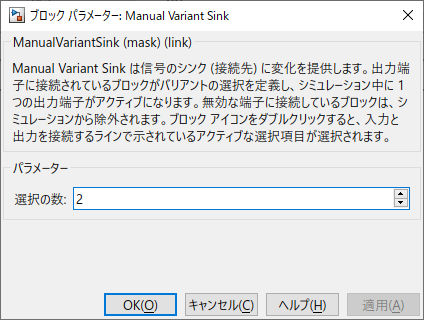 ブロック パラメーター: Manual Variant Sink
ManualVariantSink (mask) (link)
Manual Variant Sink は信号のシンク (接続先) に変化を提供します。出力端
子に接続されているブロックがバリアントの選択を定義し、シミュレーション中に 1
つの出力端子がアクティブになります。無効な端子に接続しているブロックは、シ
ミュレーションから除外されます。ブロック アイコンをダブルクリックすると、入力と
出力を接続するラインで示されているアクティブな選択項目が選択されます。
パラメーター
選択の数: 2
OK(O) キャンセル(C) ヘルプ(H) 適用(A)